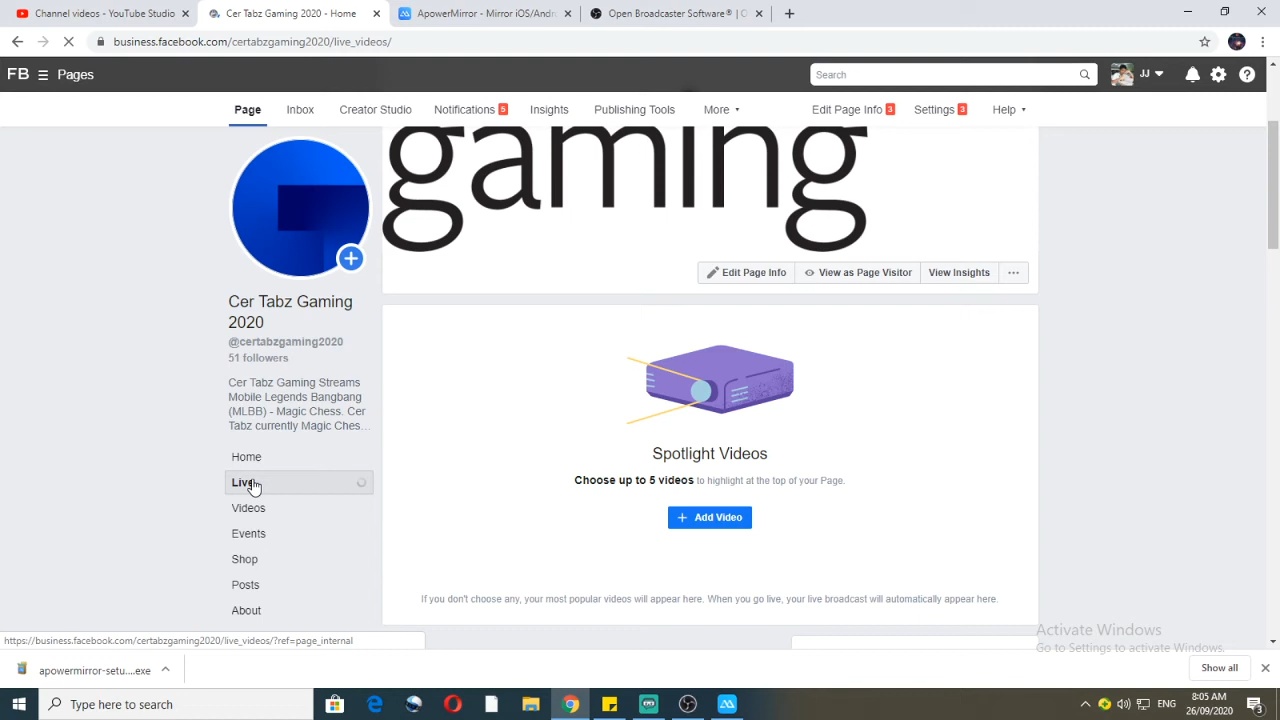 Channel videos - YouTube Studio
Cer Tabz Gaming 2020 - Home
ApowerMirror - Mirror iOS/Andro
Open Broadcaster Software® | O
business.facebook.com/certabzgaming2020/live_videos/
FB Pages
Search
JJ
Page Inbox Creator Studio Notifications 5 Insights Publishing Tools More Edit Page Info 3 Settings 3 Help
gaming
Edit Page Info View as Page Visitor View Insights ...
Cer Tabz Gaming
2020
@certabzgaming2020
51 followers
Cer Tabz Gaming Streams
Mobile Legends Bangbang
(MLBB) - Magic Chess. Cer
Tabz currently Magic Ches...
Home
Live
Videos
Events
Shop
Posts
About
Spotlight Videos
Choose up to 5 videos to highlight at the top of your Page.
+ Add Video
If you don't choose any, your most popular videos will appear here. When you go live, your live broadcast will automatically appear here.
Activate Windows
Go to Settings to activate Windows.
https://business.facebook.com/certabzgaming2020/live_videos/?ref=page_internal
apowermirror-setu....exe
Show all
Type here to search
ENG
8:05 AM
26/09/2020
3